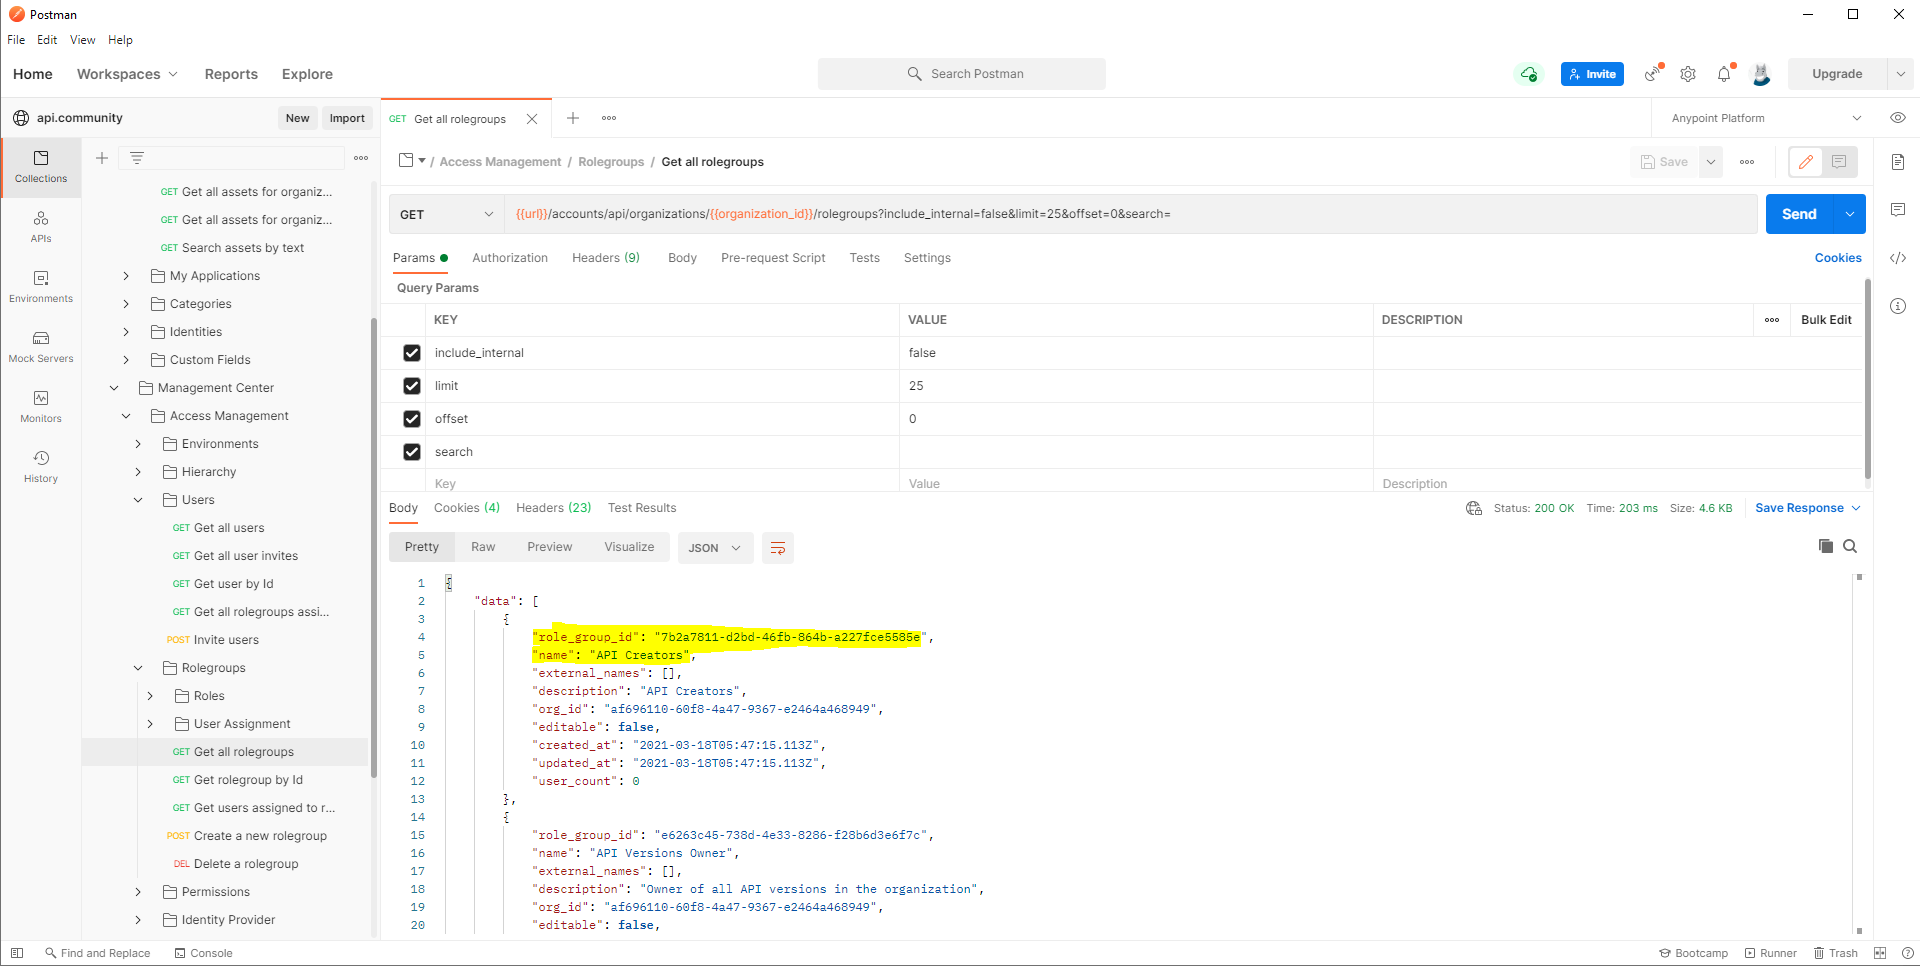 Postman
File Edit View Help
Home Workspaces Reports Explore Search Postman Invite Upgrade
api.community New Import GET Get all rolegroups Anypoint Platform
Collections
APIs
Environments
Mock Servers
Monitors
History
GET Get all assets for organiz...
GET Get all assets for organiz...
GET Search assets by text
My Applications
Categories
Identities
Custom Fields
Management Center
Access Management
Environments
Hierarchy
Users
GET Get all users
GET Get all user invites
GET Get user by Id
GET Get all rolegroups assi...
POST Invite users
Rolegroups
Roles
User Assignment
GET Get all rolegroups
GET Get rolegroup by Id
GET Get users assigned to r...
POST Create a new rolegroup
DEL Delete a rolegroup
Permissions
Identity Provider
/ Access Management / Rolegroups / Get all rolegroups Save
GET {{url}}/accounts/api/organizations/{{organization_id}}/rolegroups?include_internal=false&limit=25&offset=0&search= Send
Params Authorization Headers (9) Body Pre-request Script Tests Settings Cookies
Query Params
KEY VALUE DESCRIPTION Bulk Edit
include_internal false
limit 25
offset 0
search
Key Value Description
Body Cookies (4) Headers (23) Test Results Status: 200 OK Time: 203 ms Size: 4.6 KB Save Response
Pretty Raw Preview Visualize JSON
1 {
2 "data": [
3 {
4 "role_group_id": "7b2a7811-d2bd-46fb-864b-a227fce5585e",
5 "name": "API Creators",
6 "external_names": [],
7 "description": "API Creators",
8 "org_id": "af696110-60f8-4a47-9367-e2464a468949",
9 "editable": false,
10 "created_at": "2021-03-18T05:47:15.113Z",
11 "updated_at": "2021-03-18T05:47:15.113Z",
12 "user_count": 0
13 },
14 {
15 "role_group_id": "e6263c45-738d-4e33-8286-f28b6d3e6f7c",
16 "name": "API Versions Owner",
17 "external_names": [],
18 "description": "Owner of all API versions in the organization",
19 "org_id": "af696110-60f8-4a47-9367-e2464a468949",
20 "editable": false,
Find and Replace Console Bootcamp Runner Trash